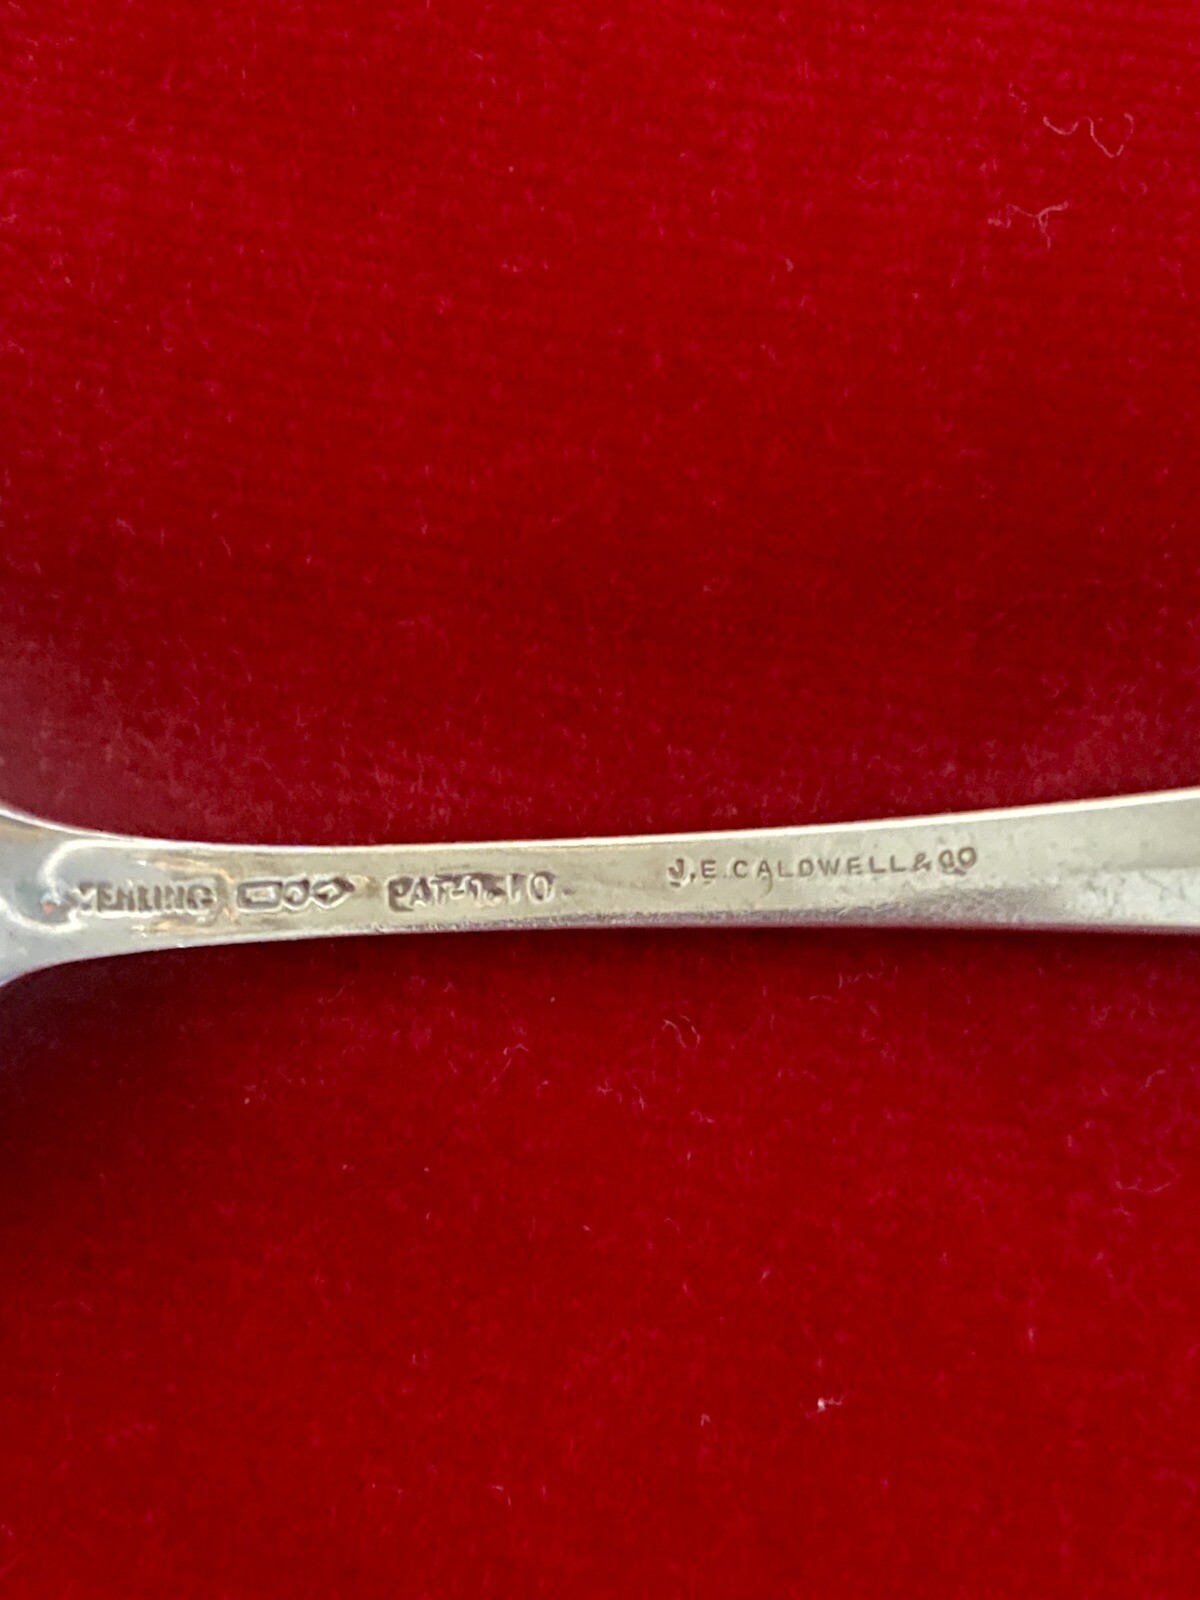 STERLING PAT. 1910. J.E. CALDWELL & CO